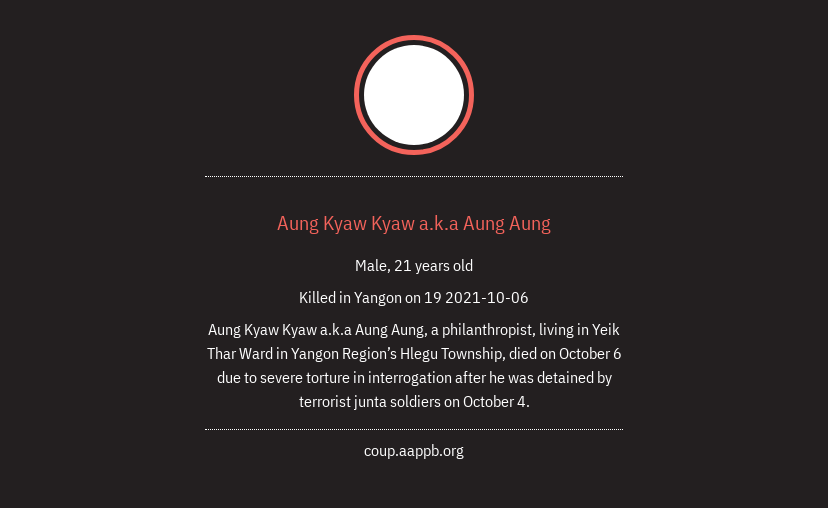 Aung Kyaw Kyaw a.k.a Aung Aung
Male, 21 years old
Killed in Yangon on 19 2021-10-06
Aung Kyaw Kyaw a.k.a Aung Aung, a philanthropist, living in Yeik
Thar Ward in Yangon Region’s Hlegu Township, died on October 6
due to severe torture in interrogation after he was detained by
terrorist junta soldiers on October 4.
coup.aappb.org